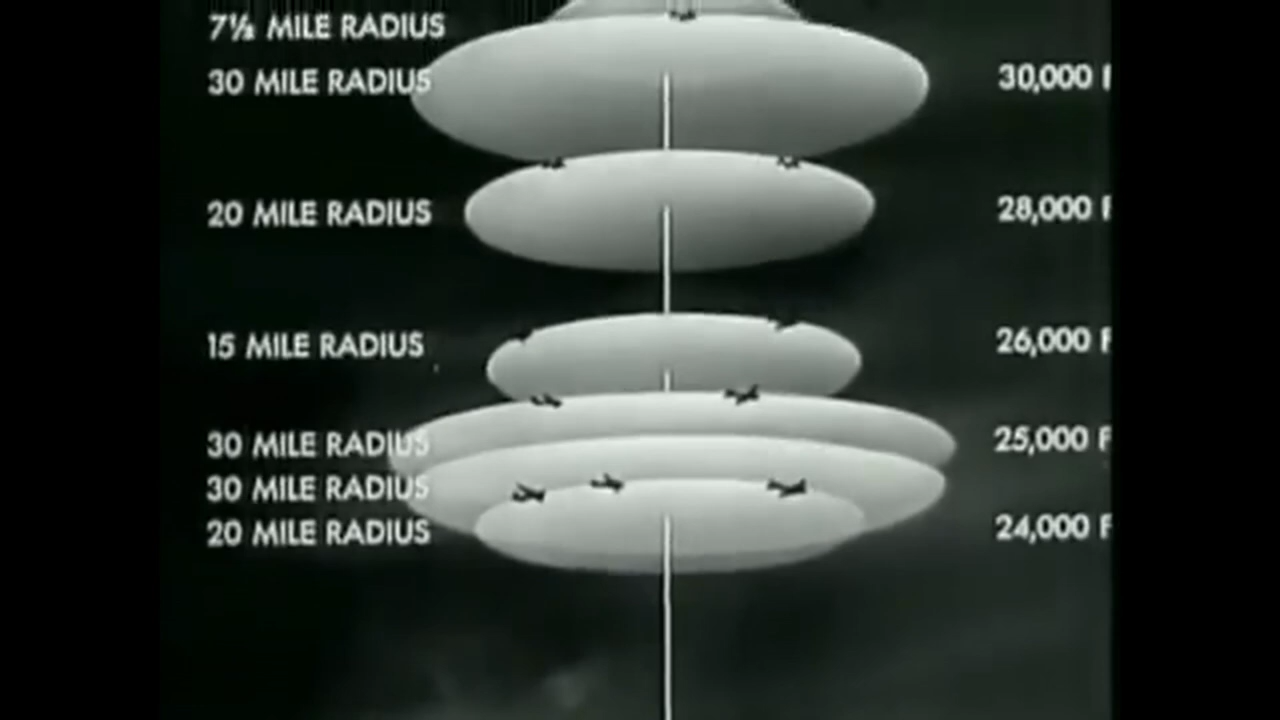 7½ MILE RADIUS
30 MILE RADIUS 30,000 F
20 MILE RADIUS 28,000 F
15 MILE RADIUS 26,000 F
30 MILE RADIUS 25,000 F
30 MILE RADIUS
20 MILE RADIUS 24,000 F